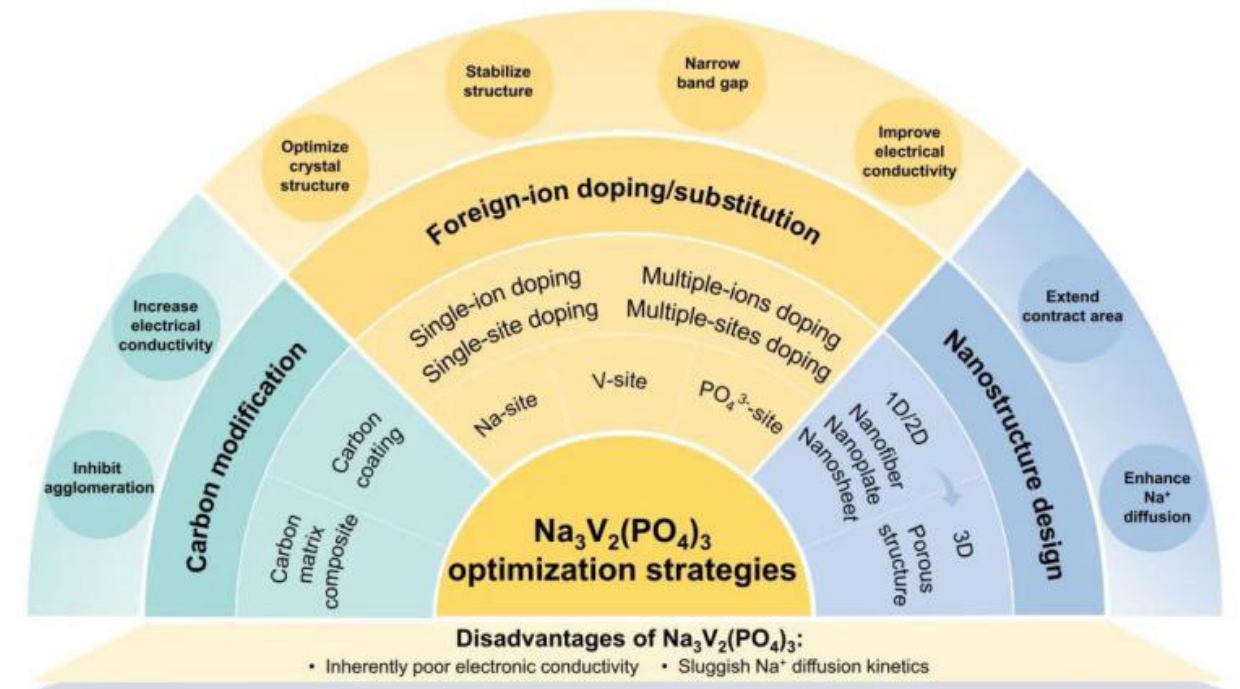 Stabilize
structure
Narrow
band gap
Optimize
crystal
structure
Improve
electrical
conductivity
Foreign-ion doping/substitution
Increase
electrical
conductivity
Inhibit
agglomeration
Carbon modification
Carbon
coating
Carbon
matrix
composite
Single-ion doping
Single-site doping
Multiple-ions doping
Multiple-sites doping
Na-site
V-site
PO₄³⁻-site
Extend
contract area
Enhance
Na⁺
diffusion
Nanostructure design
1D/2D
Nanofiber
Nanoplate
Nanosheet
3D
Porous
structure
Na₃V₂(PO₄)₃
optimization strategies
Disadvantages of Na₃V₂(PO₄)₃:
• Inherently poor electronic conductivity • Sluggish Na⁺ diffusion kinetics